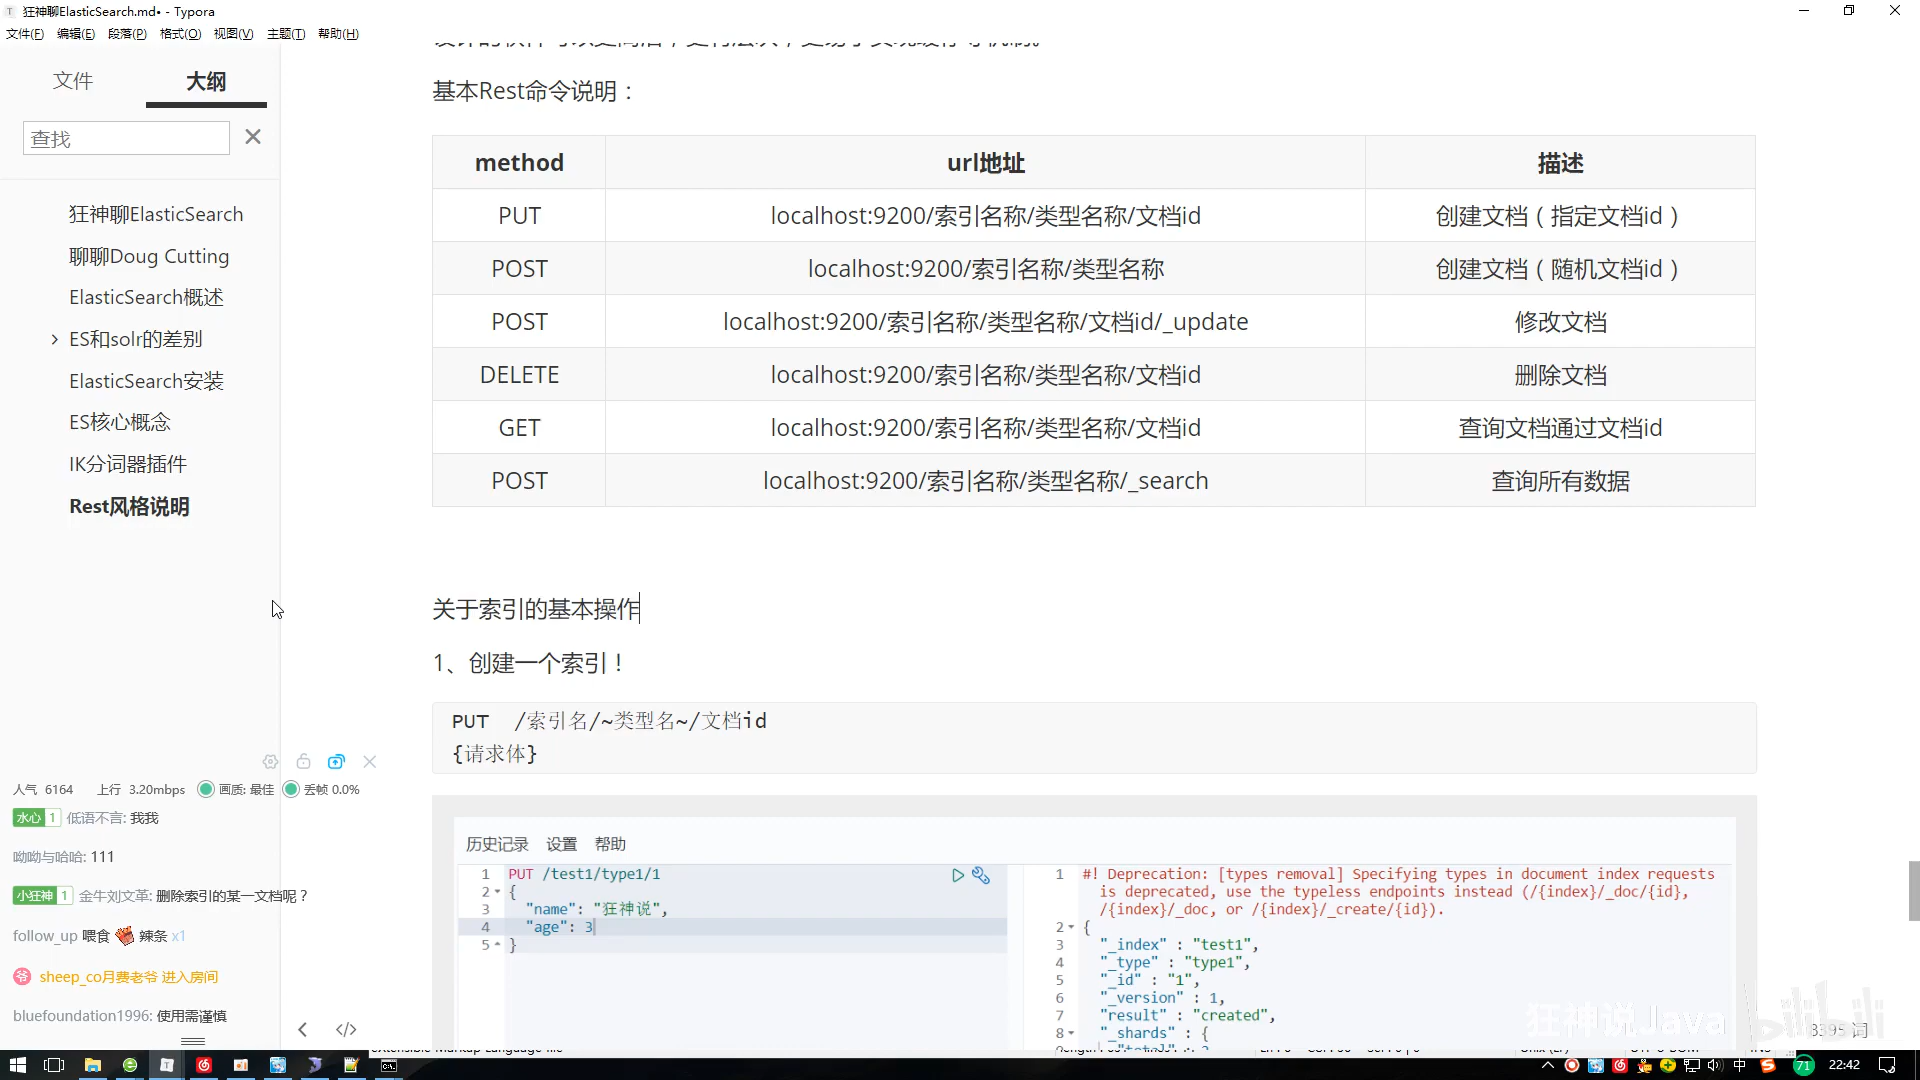 狂神聊ElasticSearch.md• - Typora
文件(F) 编辑(E) 段落(P) 格式(O) 视图(V) 主题(T) 帮助(H)
文件 大纲
查找
狂神聊ElasticSearch
聊聊Doug Cutting
ElasticSearch概述
ES和solr的差别
ElasticSearch安装
ES核心概念
IK分词器插件
Rest风格说明
基本Rest命令说明：
method url地址 描述
PUT localhost:9200/索引名称/类型名称/文档id 创建文档（指定文档id）
POST localhost:9200/索引名称/类型名称 创建文档（随机文档id）
POST localhost:9200/索引名称/类型名称/文档id/_update 修改文档
DELETE localhost:9200/索引名称/类型名称/文档id 删除文档
GET localhost:9200/索引名称/类型名称/文档id 查询文档通过文档id
POST localhost:9200/索引名称/类型名称/_search 查询所有数据
关于索引的基本操作
1、创建一个索引！
PUT /索引名/~类型名~/文档id
{请求体}
历史记录 设置 帮助
1 PUT /test1/type1/1
2 {
3 "name": "狂神说",
4 "age": 3
5 }
1 #! Deprecation: [types removal] Specifying types in document index requests
is deprecated, use the typeless endpoints instead (/{index}/_doc/{id},
/{index}/_doc, or /{index}/_create/{id}).
2 {
3 "_index" : "test1",
4 "_type" : "type1",
5 "_id" : "1",
6 "_version" : 1,
7 "result" : "created",
8 "_shards" : {
人气 6164 上行 3.20mbps 画质: 最佳 丢帧 0.0%
水心 1 低语不言: 我我
呦呦与哈哈: 111
小狂神 1 金牛刘文革: 删除索引的某一文档呢？
follow_up 喂食 辣条 x1
爷 sheep_co月费老爷 进入房间
bluefoundation1996: 使用需谨慎
狂神说Java bilibili
8395 词
71 中 22:42